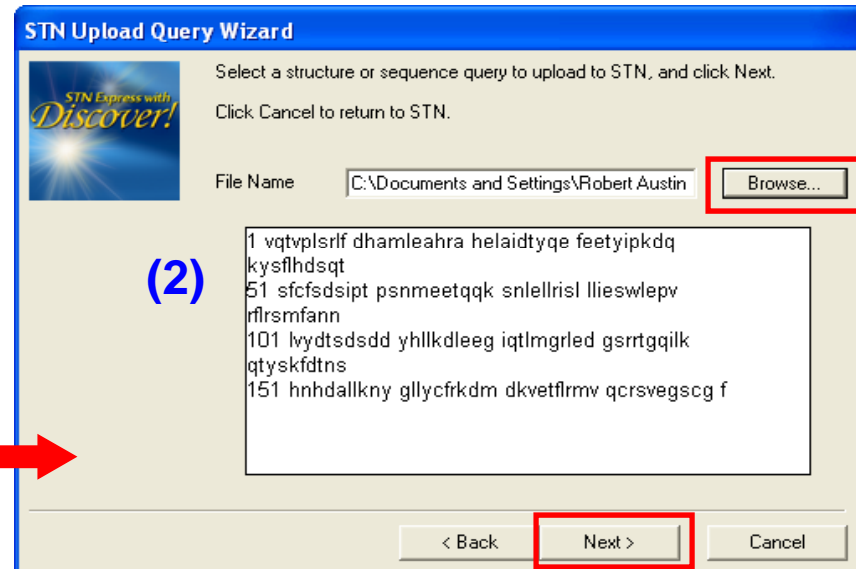 STN Upload Query Wizard
STN Express with
Discover!
Select a structure or sequence query to upload to STN, and click Next.
Click Cancel to return to STN.
File Name
C:\Documents and Settings\Robert Austin
Browse...
(2)
1 vqtvplsrlf dhamleahra helaidtyqe feetyipkdq
kysflhdsqt
51 sfcfsdsipt psnmeetqqk snlellrisl llieswlepv
rflrsmfann
101 lvydtsdsdd yhllkdleeg iqtlmgrled gsrrtgqilk
qtyskfdtns
151 hnhdallkny gllycfrkdm dkvetflrmv qcrsvegscg f
< Back
Next >
Cancel